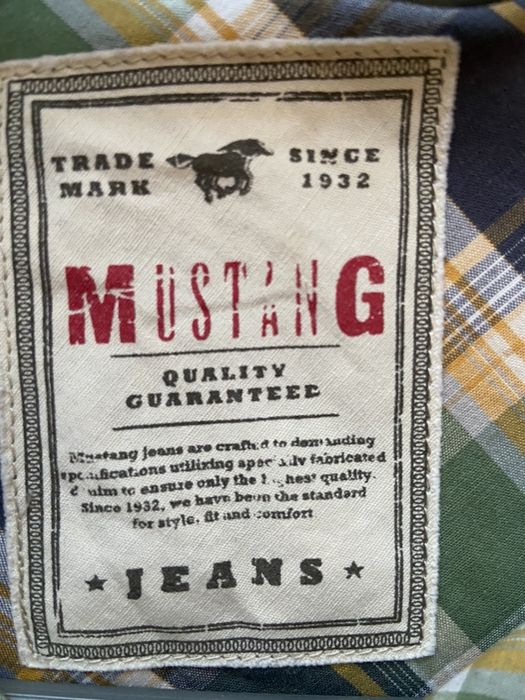 TRADE MARK
SINCE 1932
MUSTANG
QUALITY
GUARANTEED
Mustang jeans are crafted to demanding
specifications utilizing specially fabricated
denim to ensure only the highest quality.
Since 1932, we have been the standard
for style, fit and comfort
★ JEANS ★